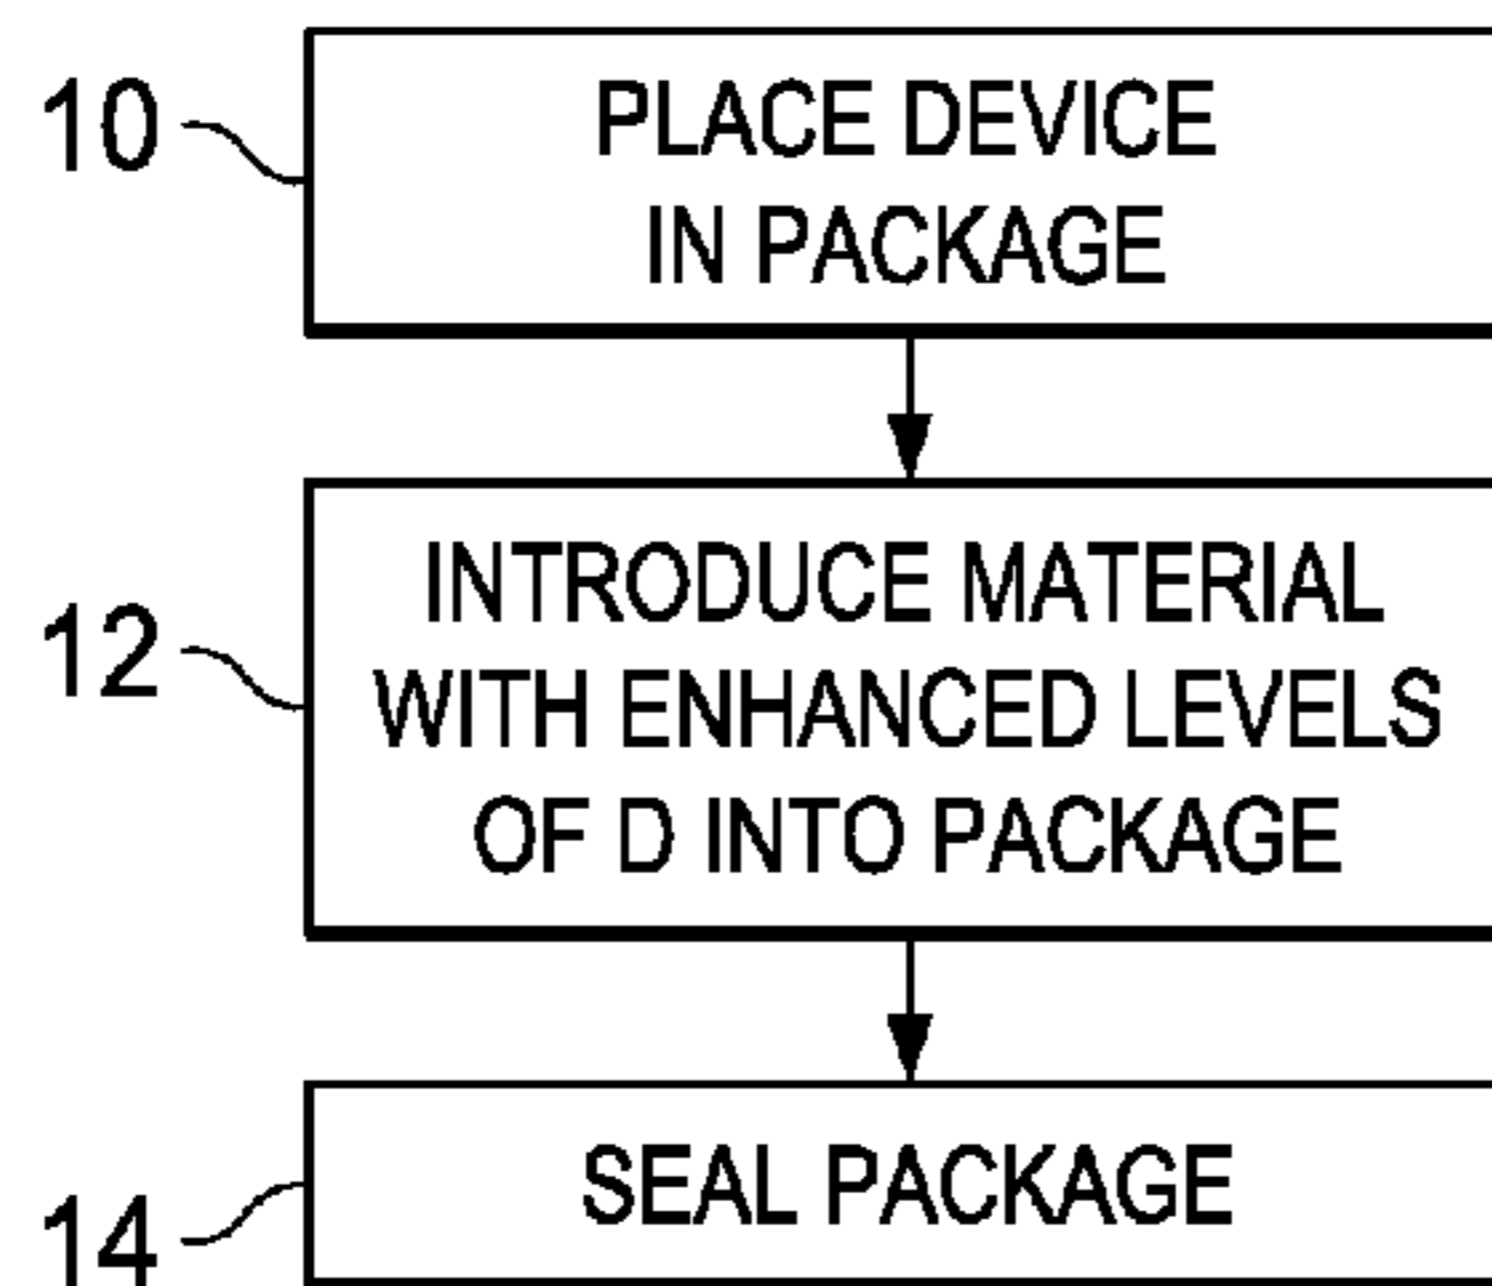 10
PLACE DEVICE
IN PACKAGE
12
INTRODUCE MATERIAL
WITH ENHANCED LEVELS
OF D INTO PACKAGE
14
SEAL PACKAGE